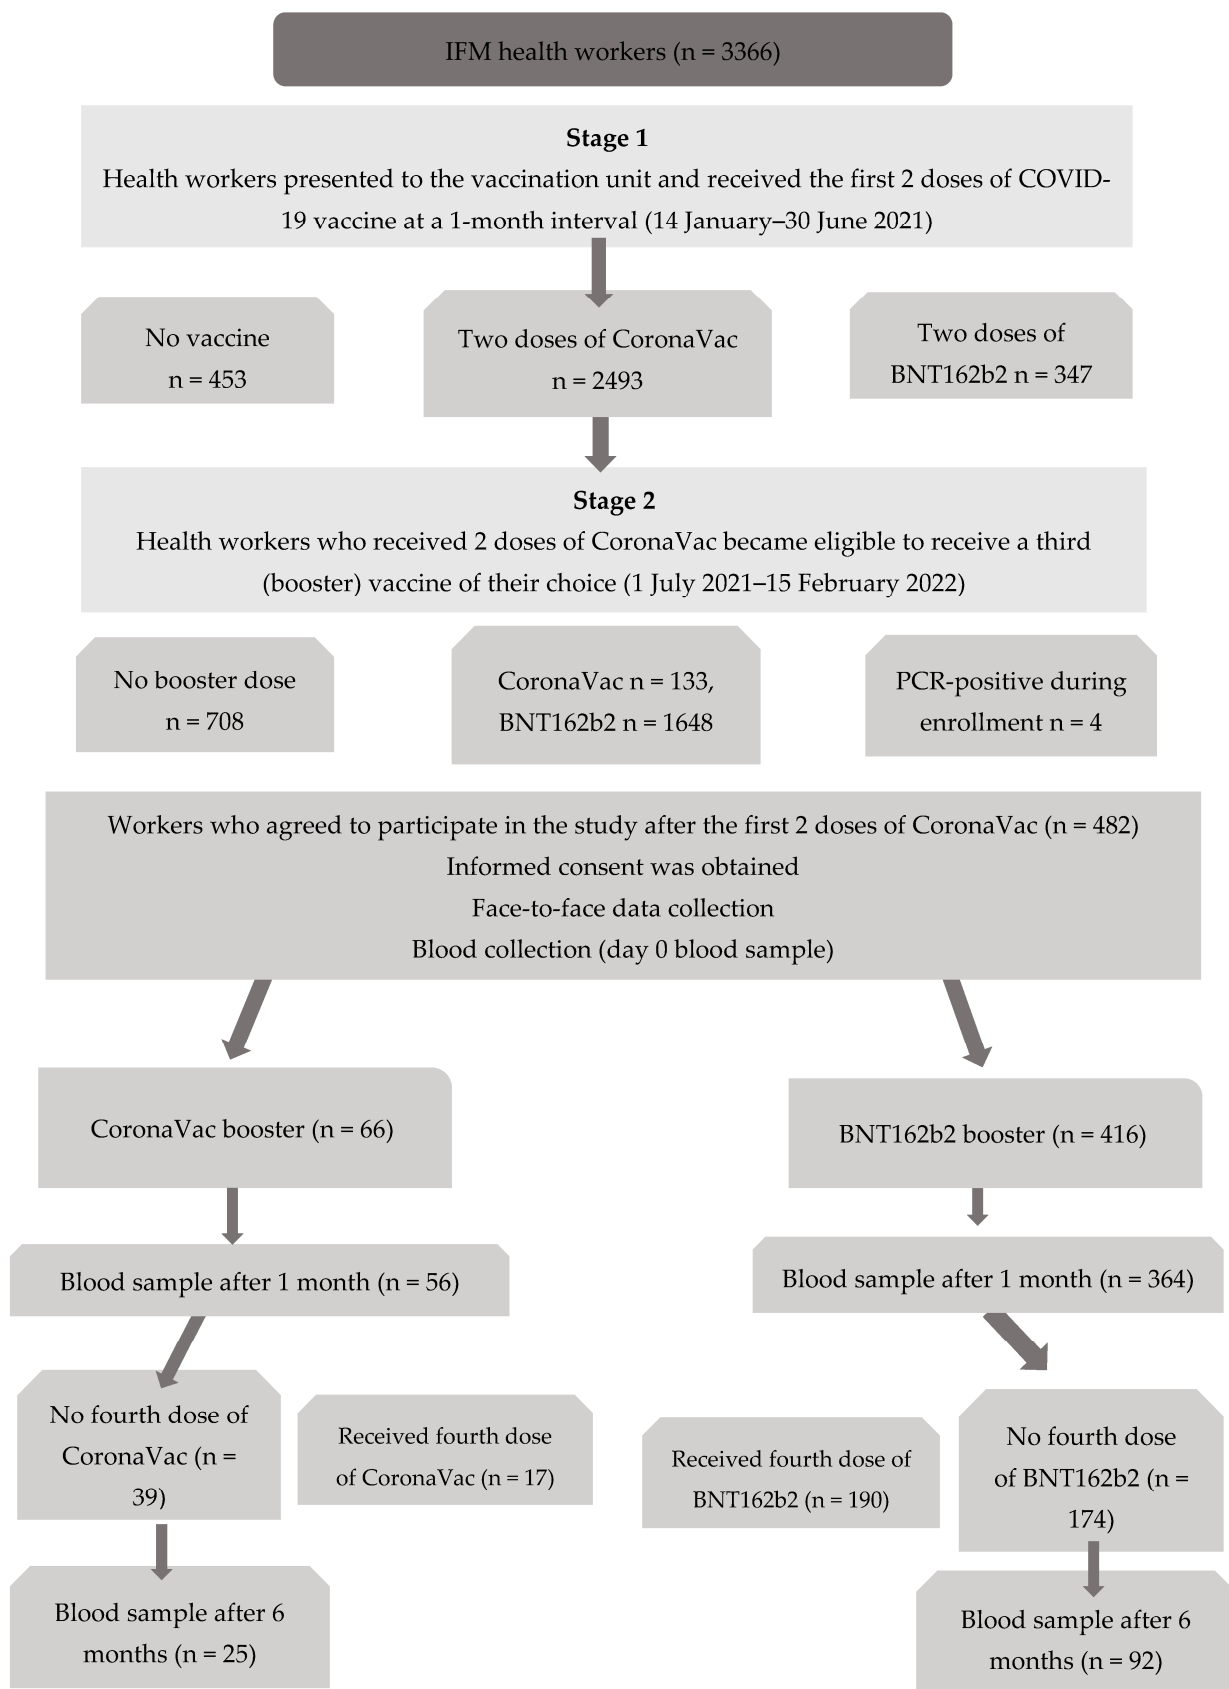 IFM health workers (n = 3366)
Stage 1
Health workers presented to the vaccination unit and received the first 2 doses of COVID-
19 vaccine at a 1-month interval (14 January–30 June 2021)
No vaccine
n = 453
Two doses of CoronaVac
n = 2493
Two doses of
BNT162b2 n = 347
Stage 2
Health workers who received 2 doses of CoronaVac became eligible to receive a third
(booster) vaccine of their choice (1 July 2021–15 February 2022)
No booster dose
n = 708
CoronaVac n = 133,
BNT162b2 n = 1648
PCR-positive during
enrollment n = 4
Workers who agreed to participate in the study after the first 2 doses of CoronaVac (n = 482)
Informed consent was obtained
Face-to-face data collection
Blood collection (day 0 blood sample)
CoronaVac booster (n = 66)
BNT162b2 booster (n = 416)
Blood sample after 1 month (n = 56)
Blood sample after 1 month (n = 364)
No fourth dose of
CoronaVac (n =
39)
Received fourth dose
of CoronaVac (n = 17)
Received fourth dose of
BNT162b2 (n = 190)
No fourth dose
of BNT162b2 (n =
174)
Blood sample after 6
months (n = 25)
Blood sample after 6
months (n = 92)